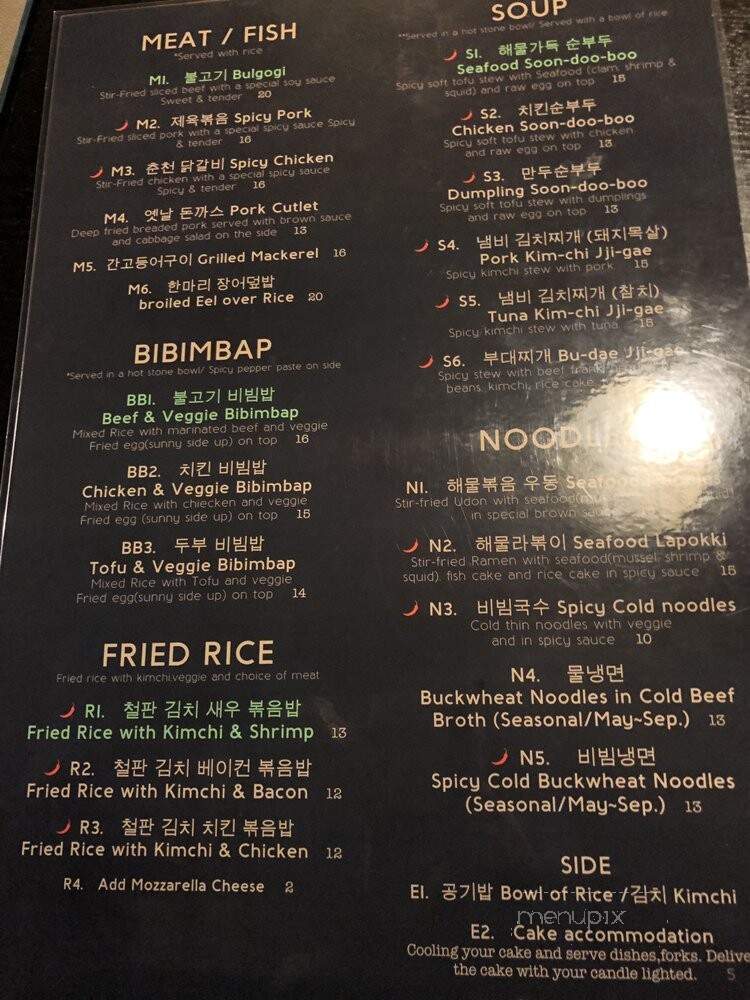 MEAT / FISH
*Served with rice
M1. 불고기 Bulgogi
Stir-Fried sliced beef with a special soy sauce
Sweet & tender 20
M2. 제육볶음 Spicy Pork
Stir-Fried sliced pork with a special spicy sauce Spicy
& tender 16
M3. 춘천 닭갈비 Spicy Chicken
Stir-Fried chicken with a special spicy sauce
Spicy & tender 16
M4. 옛날 돈까스 Pork Cutlet
Deep fried breaded pork served with brown sauce
and cabbage salad on the side 13
M5. 간고등어구이 Grilled Mackerel 16
M6. 한마리 장어덮밥
broiled Eel over Rice 20
BIBIMBAP
*Served in a hot stone bowl/ Spicy pepper paste on side
BB1. 불고기 비빔밥
Beef & Veggie Bibimbap
Mixed Rice with marinated beef and veggie
Fried egg(sunny side up) on top 16
BB2. 치킨 비빔밥
Chicken & Veggie Bibimbap
Mixed Rice with chiecken and veggie
Fried egg (sunny side up) on top 15
BB3. 두부 비빔밥
Tofu & Veggie Bibimbap
Mixed Rice with Tofu and veggie
Fried egg(sunny side up) on top 14
FRIED RICE
Fried rice with kimchi,veggie and choice of meat
R1. 철판 김치 새우 볶음밥
Fried Rice with Kimchi & Shrimp 13
R2. 철판 김치 베이컨 볶음밥
Fried Rice with Kimchi & Bacon 12
R3. 철판 김치 치킨 볶음밥
Fried Rice with Kimchi & Chicken 12
R4. Add Mozzarella Cheese 2
SOUP
**Served in a hot stone bowl/ Served with a bowl of rice
S1. 해물가득 순부두
Seafood Soon-doo-boo
Spicy soft tofu stew with Seafood (clam, shrimp &
squid) and raw egg on top 15
S2. 치킨순부두
Chicken Soon-doo-boo
Spicy soft tofu stew with chicken
and raw egg on top 13
S3. 만두순부두
Dumpling Soon-doo-boo
Spicy soft tofu stew with dumplings
and raw egg on top 13
S4. 냄비 김치찌개 (돼지목살)
Pork Kim-chi Jji-gae
Spicy kimchi stew with pork 15
S5. 냄비 김치찌개 (참치)
Tuna Kim-chi Jji-gae
Spicy kimchi stew with tuna 15
S6. 부대찌개 Bu-dae Jji-gae
Spicy stew with beef
beans, kimchi, rice cake
NOODL
N1. 해물볶음 우동 Seafo
Stir-fried Udon with seafood(mu
in special brown sauce
N2. 해물라볶이 Seafood Lapokki
Stir-fried Ramen with seafood(mussel, shrimp &
squid), fish cake and rice cake in spicy sauce 15
N3. 비빔국수 Spicy Cold noodles
Cold thin noodles with veggie
and in spicy sauce 10
N4. 물냉면
Buckwheat Noodles in Cold Beef
Broth (Seasonal/May~Sep.) 13
N5. 비빔냉면
Spicy Cold Buckwheat Noodles
(Seasonal/May~Sep.) 13
SIDE
E1. 공기밥 Bowl of Rice /김치 Kimchi
menupix
E2. Cake accommodation
Cooling your cake and serve dishes,forks. Delive
the cake with your candle lighted. 5